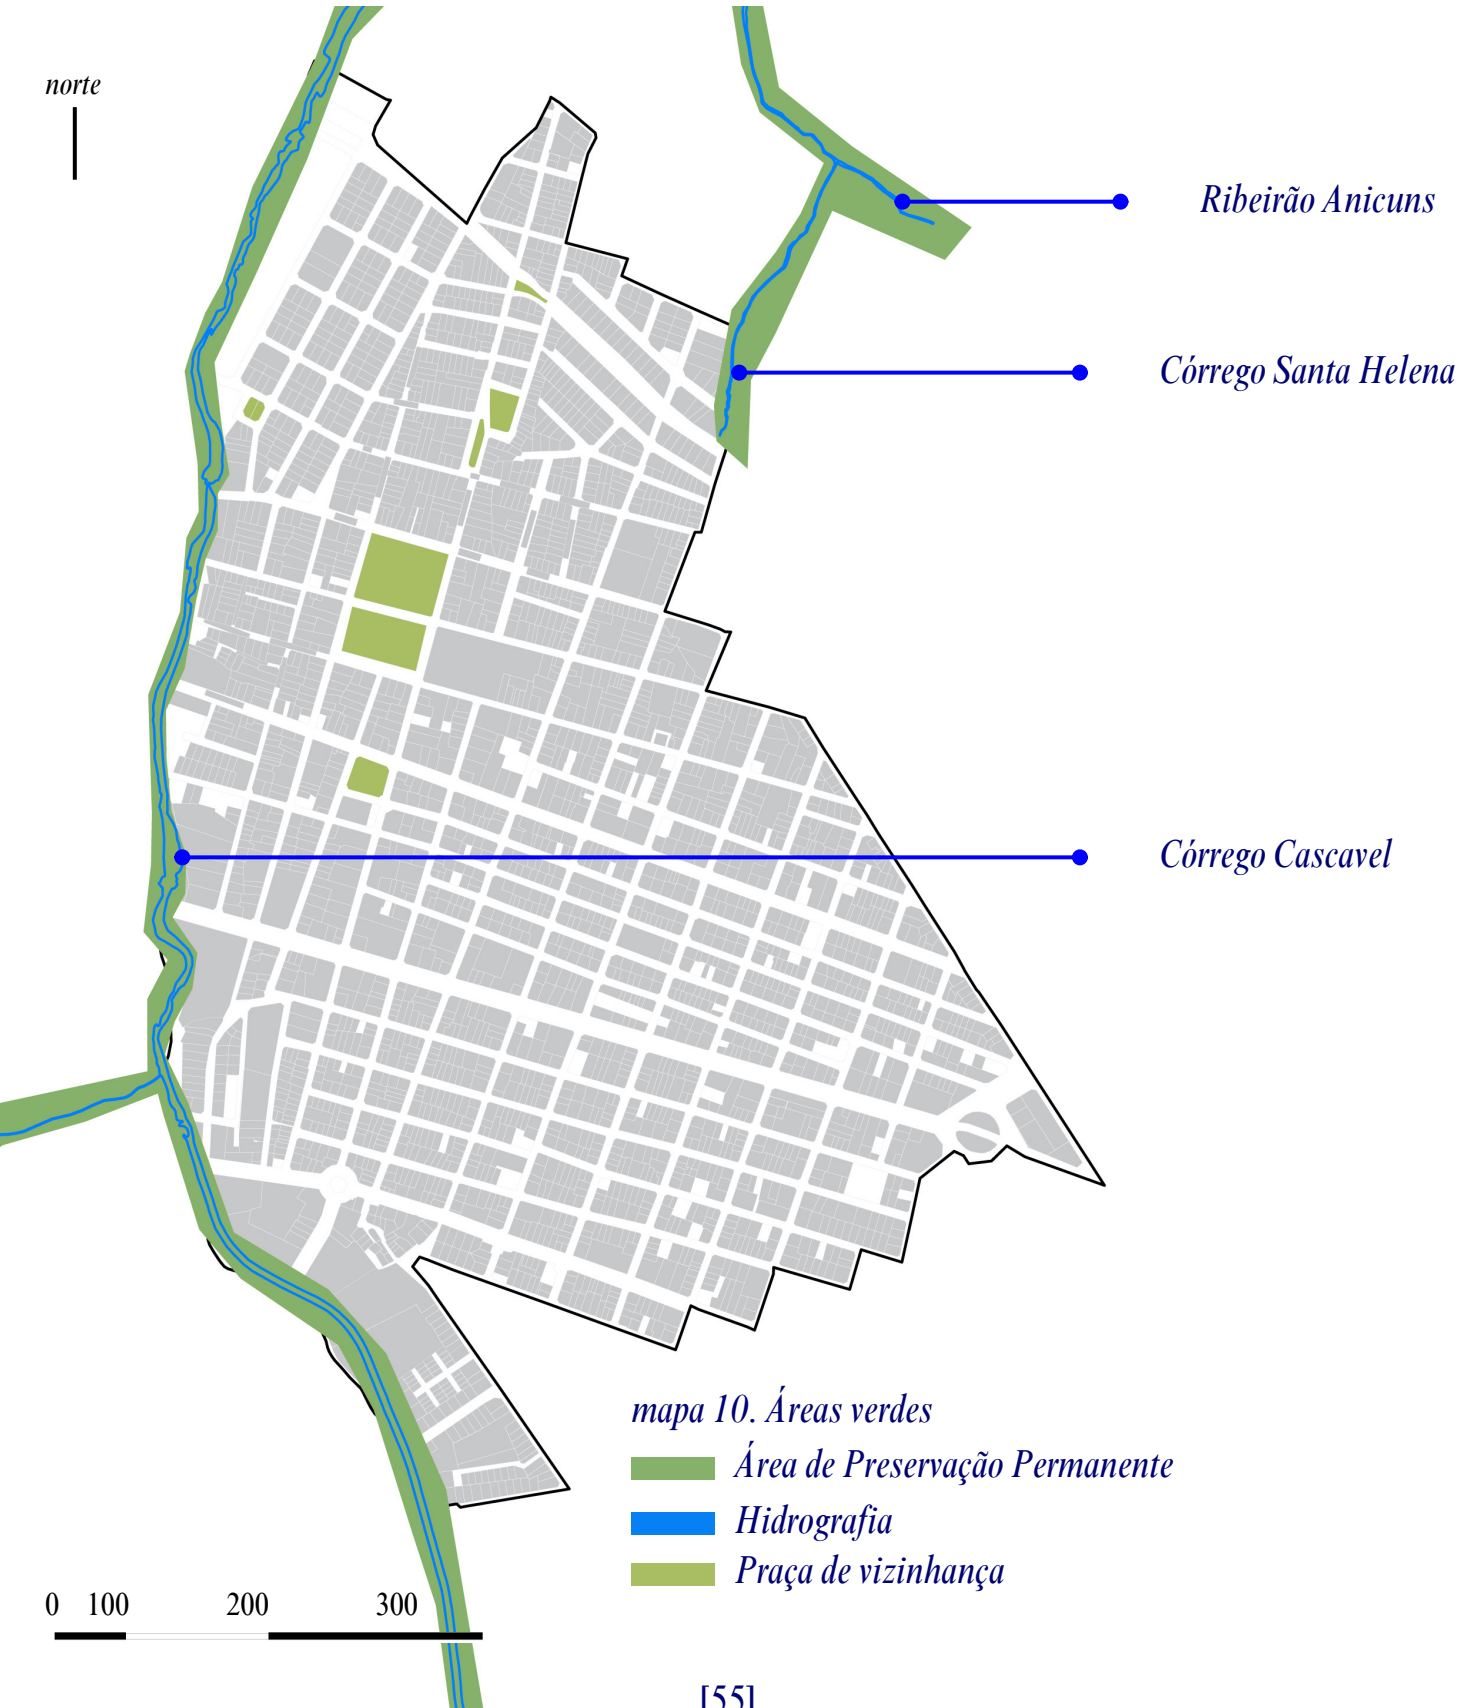 norte
Ribeirão Anicuns
Córrego Santa Helena
Córrego Cascavel
mapa 10. Áreas verdes
Área de Preservação Permanente
Hidrografia
Praça de vizinhança
0 100 200 300
[55]